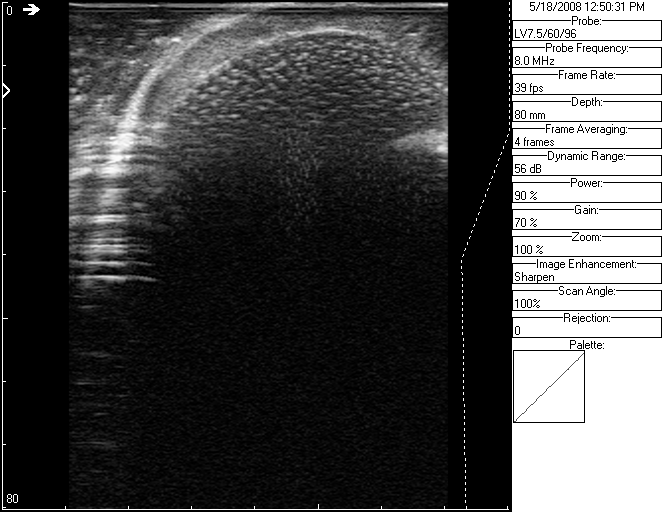 0
80
5/18/2008 12:50:31 PM
Probe:
LV7.5/60/96
Probe Frequency:
8.0 MHz
Frame Rate:
39 fps
Depth:
80 mm
Frame Averaging:
4 frames
Dynamic Range:
56 dB
Power:
90 %
Gain:
70 %
Zoom:
100 %
Image Enhancement:
Sharpen
Scan Angle:
100%
Rejection:
0
Palette: